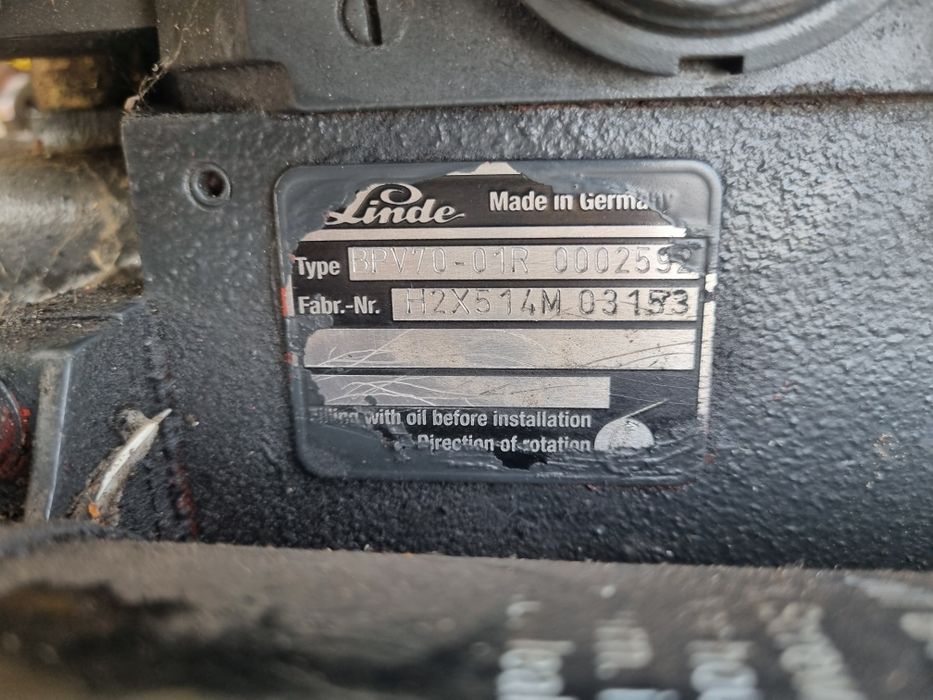 Linde Made in Germany
Type BPV70-01R 0002592
Fabr.-Nr. H2X514M 03153
Filling with oil before installation
Direction of rotation